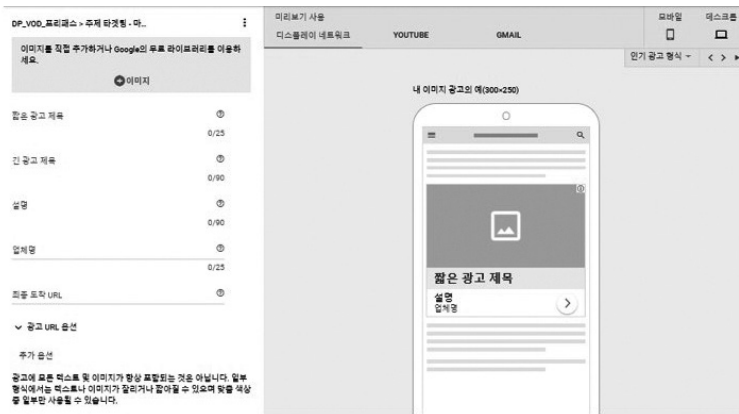 DP_VOD_프리패스 > 주제 타겟팅 - 마..
이미지를 직접 추가하거나 Google의 무료 라이브러리를 이용하
세요.
이미지
짧은 광고 제목
0/25
긴 광고 제목
0/90
설명
0/90
업체명
0/25
최종 도착 URL
광고 URL 옵션
추가 옵션
광고에 모든 텍스트 및 이미지가 항상 포함되는 것은 아닙니다. 일부
형식에서는 텍스트나 이미지가 잘리거나 짧아질 수 있으며 맞춤 색상
중 일부만 사용될 수 있습니다.
미리보기 사용
디스플레이 네트워크 YOUTUBE GMAIL
모바일 데스크톱
인기 광고 형식
내 이미지 광고의 예(300×250)
짧은 광고 제목
설명
업체명